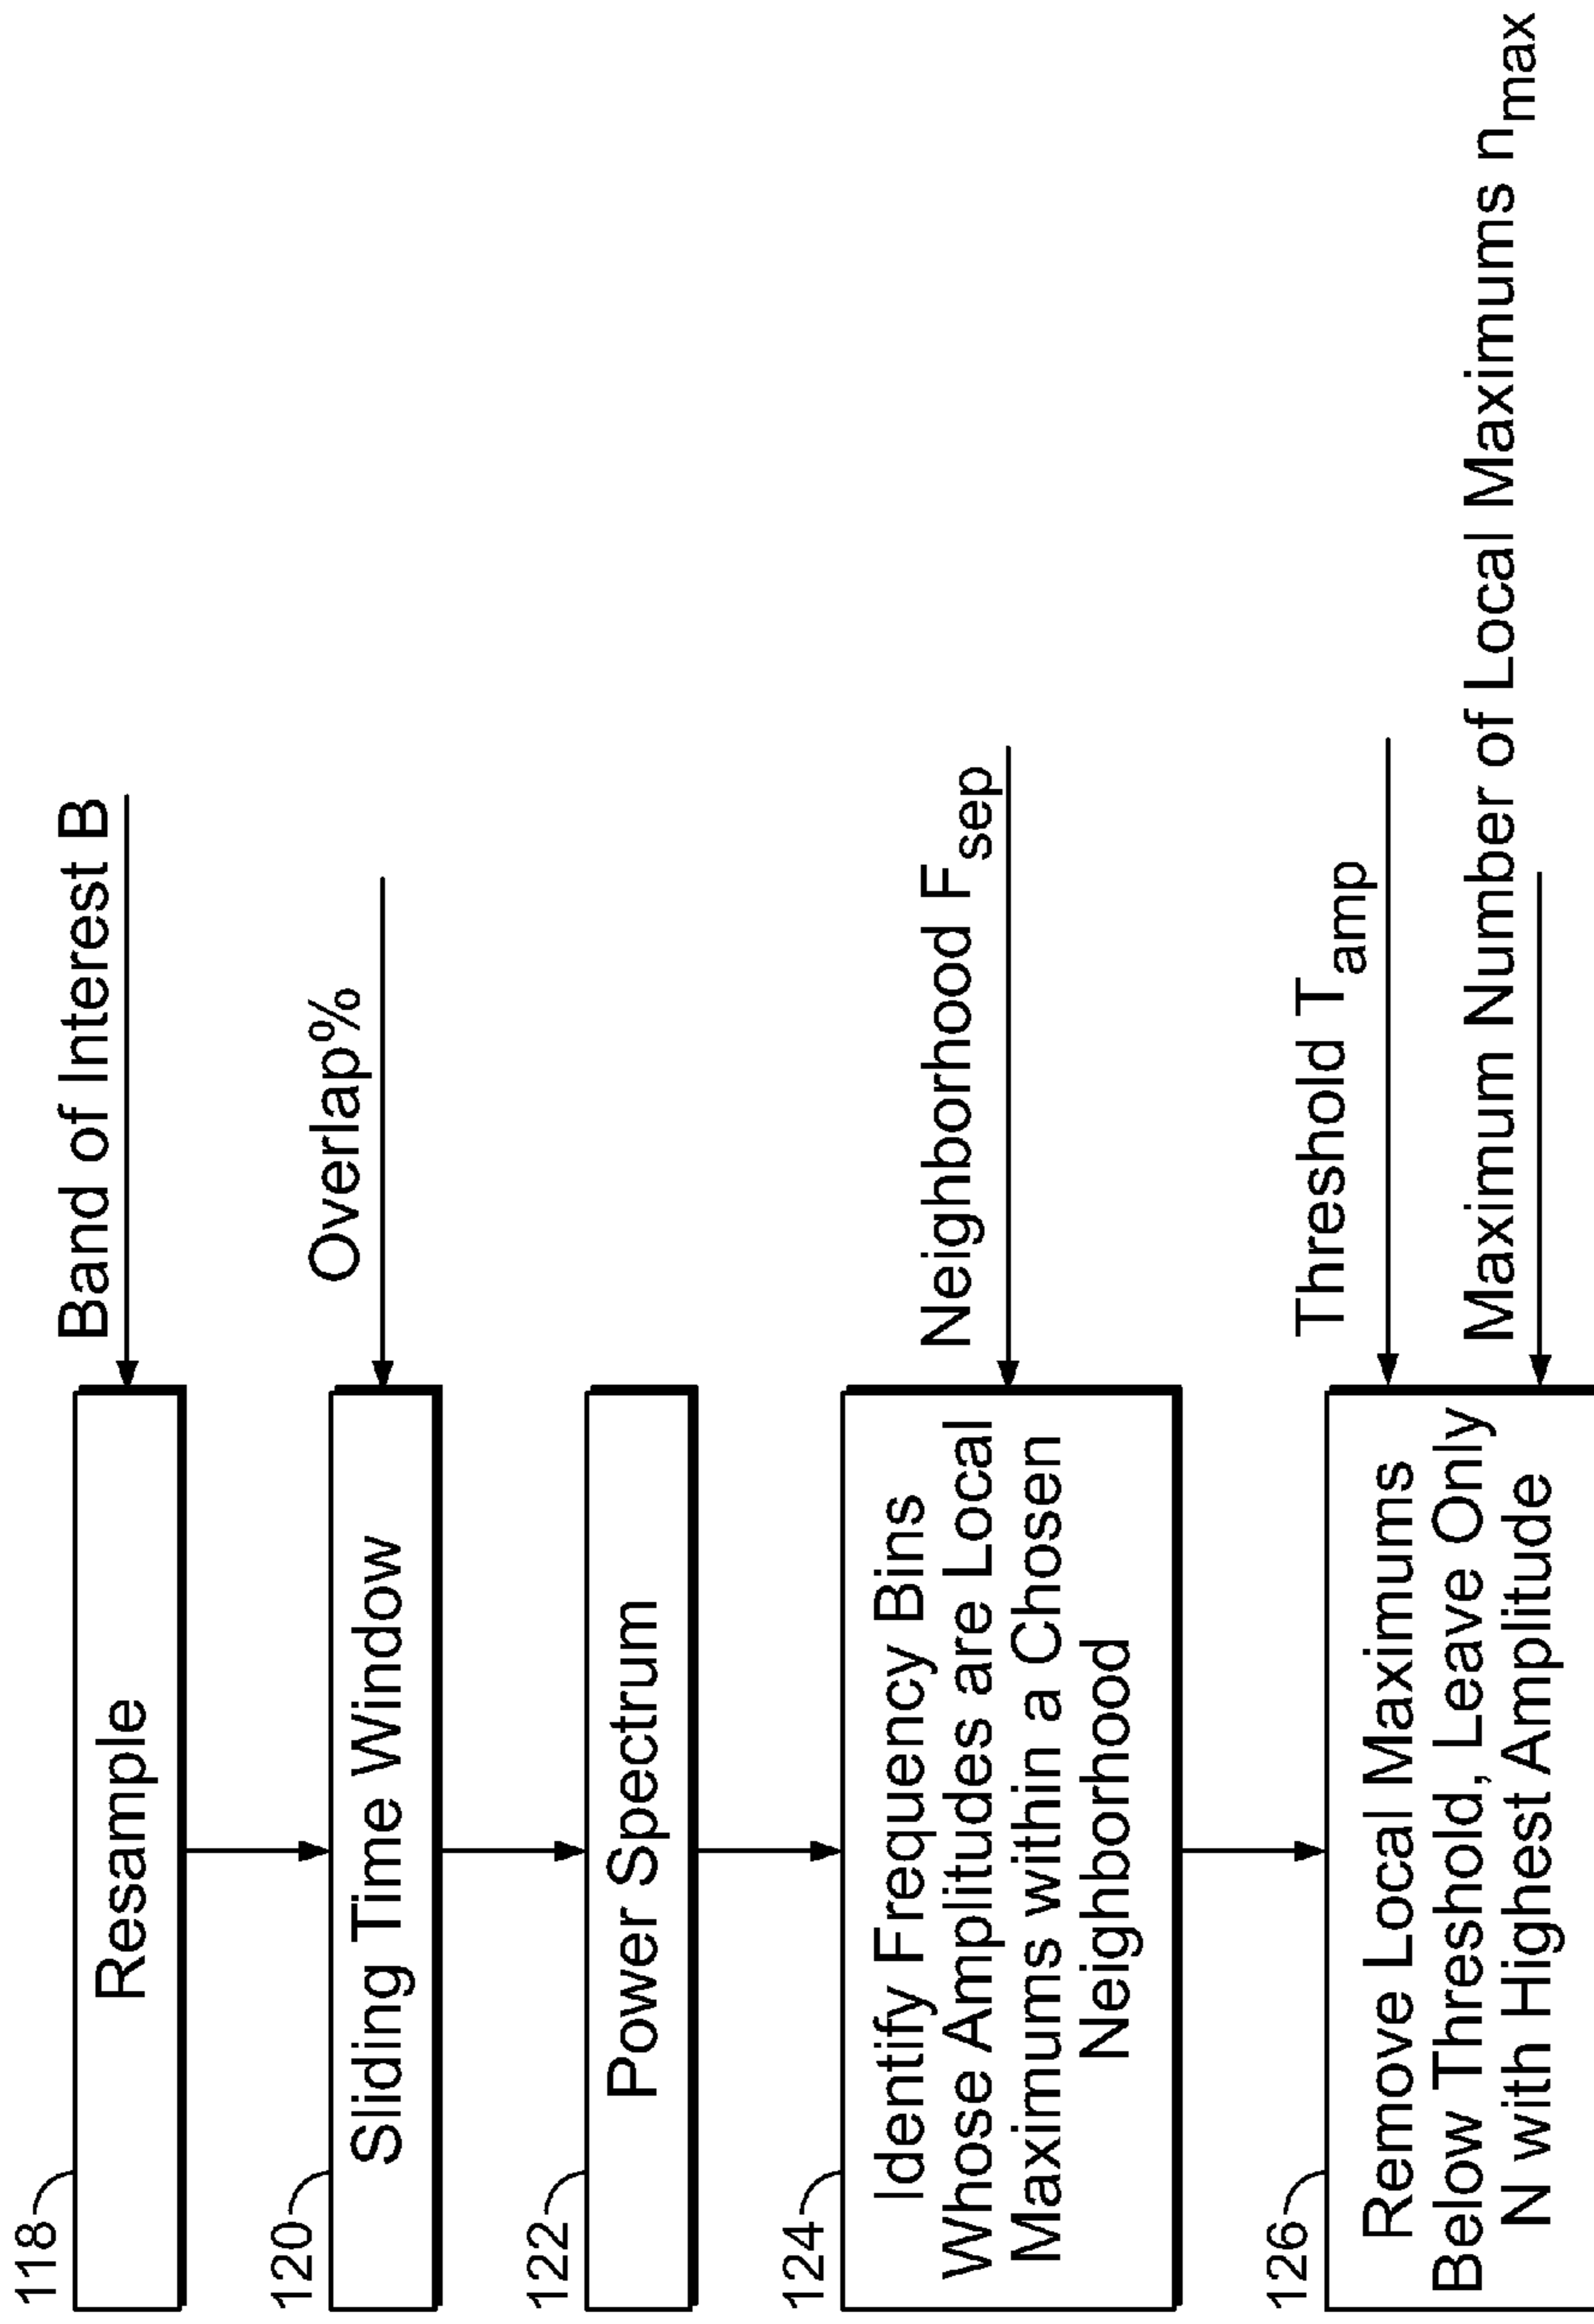 118
Resample
Band of Interest B
120
Sliding Time Window
Overlap%
122
Power Spectrum
124
Identify Frequency Bins
Whose Amplitudes are Local
Maximums within a Chosen
Neighborhood
Neighborhood F sep
126
Remove Local Maximums
Below Threshold, Leave Only
N with Highest Amplitude
Threshold T amp
Maximum Number of Local Maximums n max